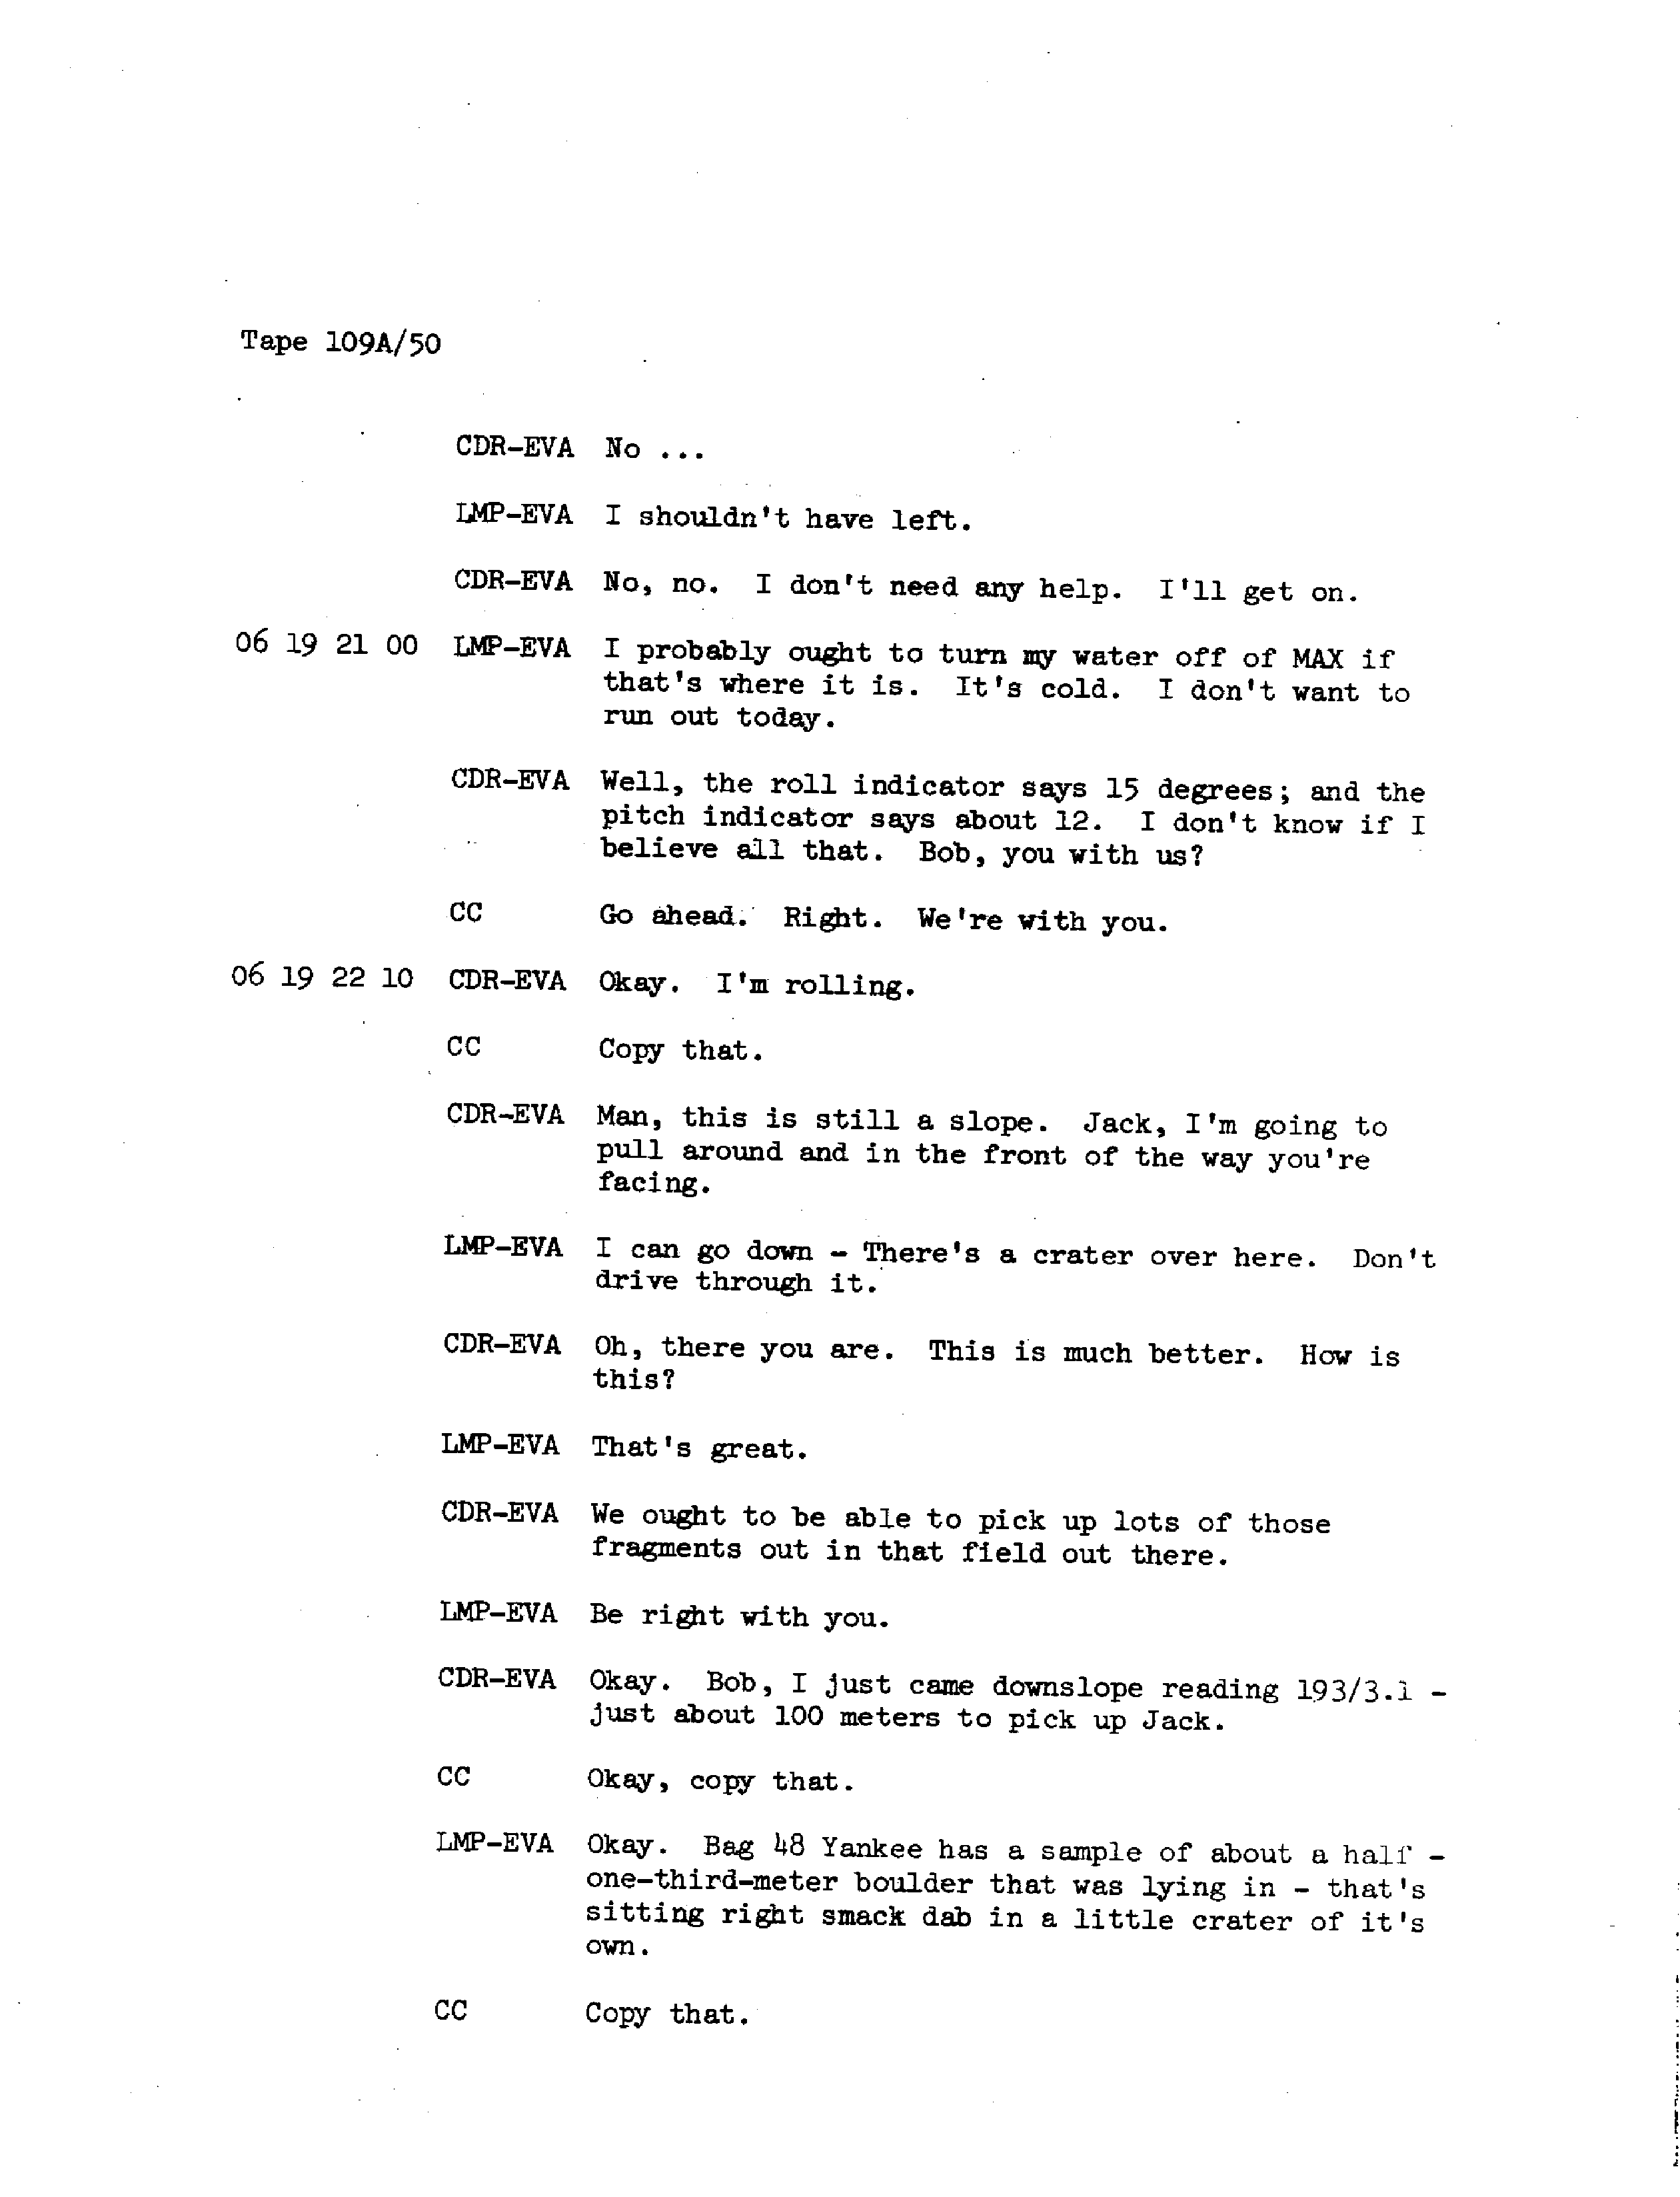 Tape 109A/50
CDR-EVA No ...
LMP-EVA I shouldn't have left.
CDR-EVA No, no. I don't need any help. I'll get on.
06 19 21 00 LMP-EVA I probably ought to turn my water off of MAX if
that's where it is. It's cold. I don't want to
run out today.
CDR-EVA Well, the roll indicator says 15 degrees; and the
pitch indicator says about 12. I don't know if I
believe all that. Bob, you with us?
CC Go ahead. Right. We're with you.
06 19 22 10 CDR-EVA Okay. I'm rolling.
CC Copy that.
CDR-EVA Man, this is still a slope. Jack, I'm going to
pull around and in the front of the way you're
facing.
LMP-EVA I can go down - There's a crater over here. Don't
drive through it.
CDR-EVA Oh, there you are. This is much better. How is
this?
LMP-EVA That's great.
CDR-EVA We ought to be able to pick up lots of those
fragments out in that field out there.
LMP-EVA Be right with you.
CDR-EVA Okay. Bob, I just came downslope reading 193/3.1 -
just about 100 meters to pick up Jack.
CC Okay, copy that.
LMP-EVA Okay. Bag 48 Yankee has a sample of about a half -
one-third-meter boulder that was lying in - that's
sitting right smack dab in a little crater of it's
own.
CC Copy that.